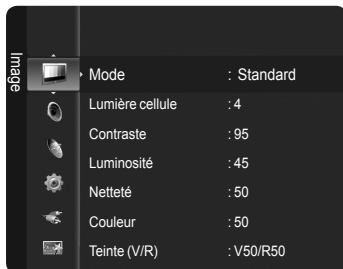 Image
Mode : Standard
Lumière cellule : 4
Contraste : 95
Luminosité : 45
Netteté : 50
Couleur : 50
Teinte (V/R) : V50/R50